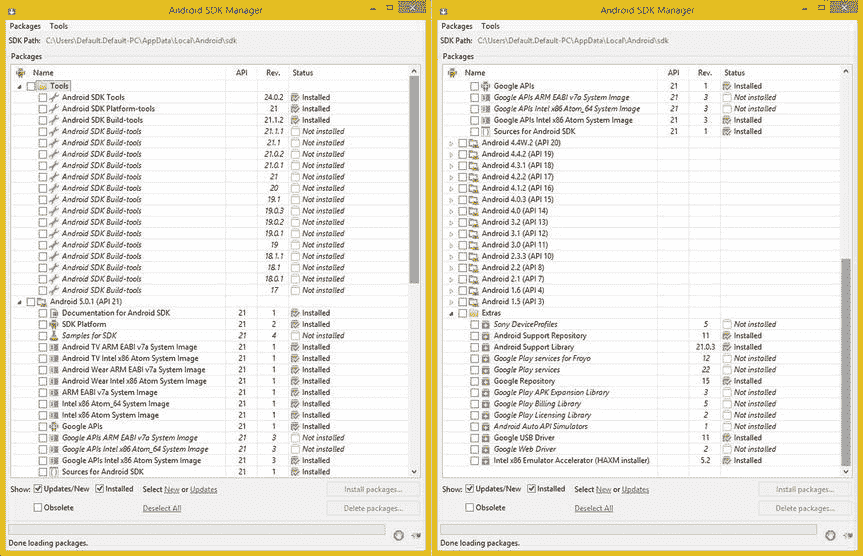 Android SDK Manager
Packages Tools
SDK Path: C:\Users\Default.Default-PC\AppData\Local\Android\sdk
Packages
Name API Rev. Status
Tools
Android SDK Tools 24.0.2 Installed
Android SDK Platform-tools 21 Installed
Android SDK Build-tools 21.1.2 Installed
Android SDK Build-tools 21.1.1 Not installed
Android SDK Build-tools 21.1 Not installed
Android SDK Build-tools 21.0.2 Not installed
Android SDK Build-tools 21.0.1 Not installed
Android SDK Build-tools 21 Not installed
Android SDK Build-tools 20 Not installed
Android SDK Build-tools 19.1 Not installed
Android SDK Build-tools 19.0.3 Not installed
Android SDK Build-tools 19.0.2 Not installed
Android SDK Build-tools 19.0.1 Not installed
Android SDK Build-tools 19 Not installed
Android SDK Build-tools 18.1.1 Not installed
Android SDK Build-tools 18.1 Not installed
Android SDK Build-tools 18.0.1 Not installed
Android SDK Build-tools 17 Not installed
Android 5.0.1 (API 21)
Documentation for Android SDK 21 1 Installed
SDK Platform 21 2 Installed
Samples for SDK 21 4 Not installed
Android TV ARM EABI v7a System Image 21 1 Installed
Android TV Intel x86 Atom System Image 21 1 Installed
Android Wear ARM EABI v7a System Image 21 1 Installed
Android Wear Intel x86 Atom System Image 21 1 Installed
ARM EABI v7a System Image 21 1 Installed
Intel x86 Atom_64 System Image 21 1 Installed
Intel x86 Atom System Image 21 1 Installed
Google APIs 21 1 Installed
Google APIs ARM EABI v7a System Image 21 3 Not installed
Google APIs Intel x86 Atom_64 System Image 21 3 Not installed
Google APIs Intel x86 Atom System Image 21 3 Installed
Sources for Android SDK 21 1 Installed
Show: Updates/New Installed Select New or Updates Install packages...
Obsolete Deselect All Delete packages...
Done loading packages.
Android SDK Manager
Packages Tools
SDK Path: C:\Users\Default.Default-PC\AppData\Local\Android\sdk
Packages
Name API Rev. Status
Google APIs 21 1 Installed
Google APIs ARM EABI v7a System Image 21 3 Not installed
Google APIs Intel x86 Atom_64 System Image 21 3 Not installed
Google APIs Intel x86 Atom System Image 21 3 Installed
Sources for Android SDK 21 1 Installed
Android 4.4W.2 (API 20)
Android 4.4.2 (API 19)
Android 4.3.1 (API 18)
Android 4.2.2 (API 17)
Android 4.1.2 (API 16)
Android 4.0.3 (API 15)
Android 4.0 (API 14)
Android 3.2 (API 13)
Android 3.1 (API 12)
Android 3.0 (API 11)
Android 2.3.3 (API 10)
Android 2.2 (API 8)
Android 2.1 (API 7)
Android 1.6 (API 4)
Android 1.5 (API 3)
Extras
Sony DeviceProfiles 5 Not installed
Android Support Repository 11 Installed
Android Support Library 21.0.3 Installed
Google Play services for Froyo 12 Not installed
Google Play services 22 Not installed
Google Repository 15 Installed
Google Play APK Expansion Library 3 Not installed
Google Play Billing Library 5 Not installed
Google Play Licensing Library 2 Not installed
Android Auto API Simulators 1 Not installed
Google USB Driver 11 Installed
Google Web Driver 2 Not installed
Intel x86 Emulator Accelerator (HAXM installer) 5.2 Installed
Show: Updates/New Installed Select New or Updates Install packages...
Obsolete Deselect All Delete packages...
Done loading packages.